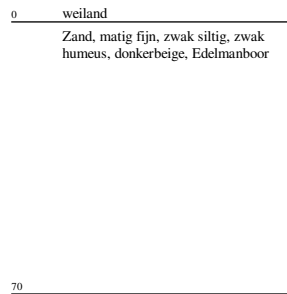 0 weiland
Zand, matig fijn, zwak siltig, zwak
humeus, donkerbeige, Edelmanboor
70